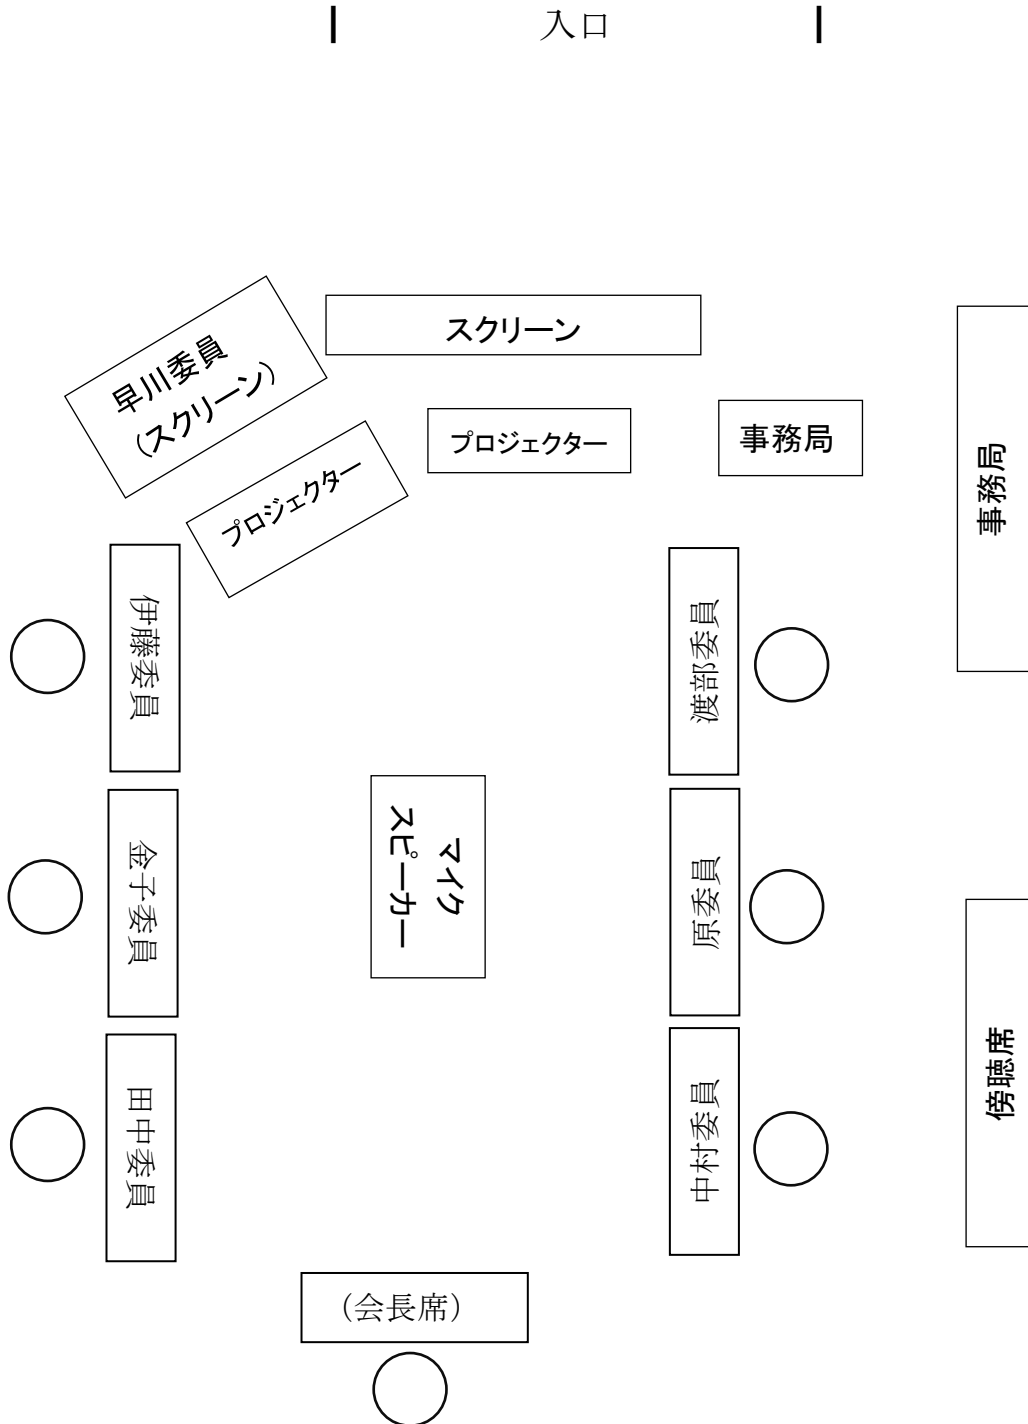 入口
スクリーン
早川委員
（スクリーン）
プロジェクター
事務局
プロジェクター
事務局
伊藤委員
渡部委員
マイク
スピーカー
金子委員
原委員
田中委員
中村委員
傍聴席
（会長席）